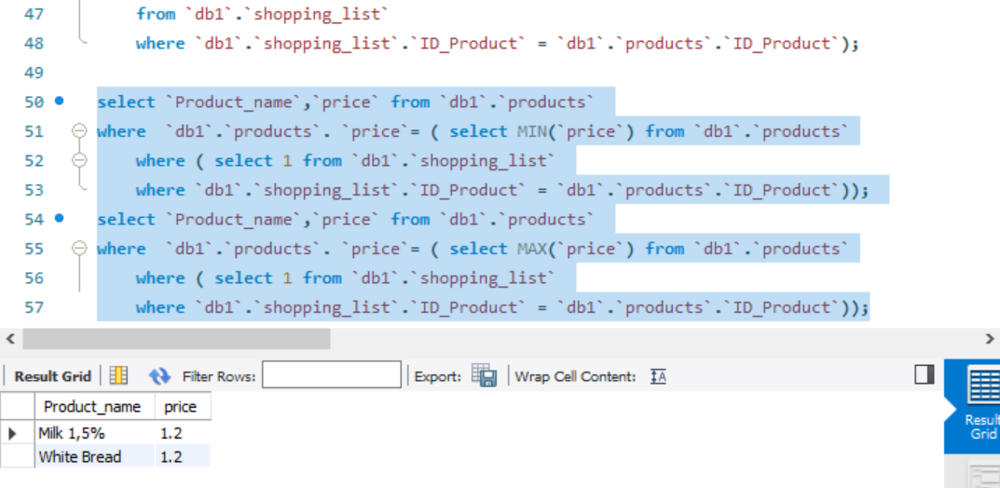 47 from `db1`.`shopping_list`
48 where `db1`.`shopping_list`.`ID_Product` = `db1`.`products`.`ID_Product`);
49
50 select `Product_name`,`price` from `db1`.`products`
51 where  `db1`.`products`. `price`= ( select MIN(`price`) from `db1`.`products`
52 where ( select 1 from `db1`.`shopping_list`
53 where `db1`.`shopping_list`.`ID_Product` = `db1`.`products`.`ID_Product`));
54 select `Product_name`,`price` from `db1`.`products`
55 where  `db1`.`products`. `price`= ( select MAX(`price`) from `db1`.`products`
56 where ( select 1 from `db1`.`shopping_list`
57 where `db1`.`shopping_list`.`ID_Product` = `db1`.`products`.`ID_Product`));
Result Grid Filter Rows: Export: Wrap Cell Content: IA
Product_name price
Milk 1,5% 1.2
White Bread 1.2
Result
Grid